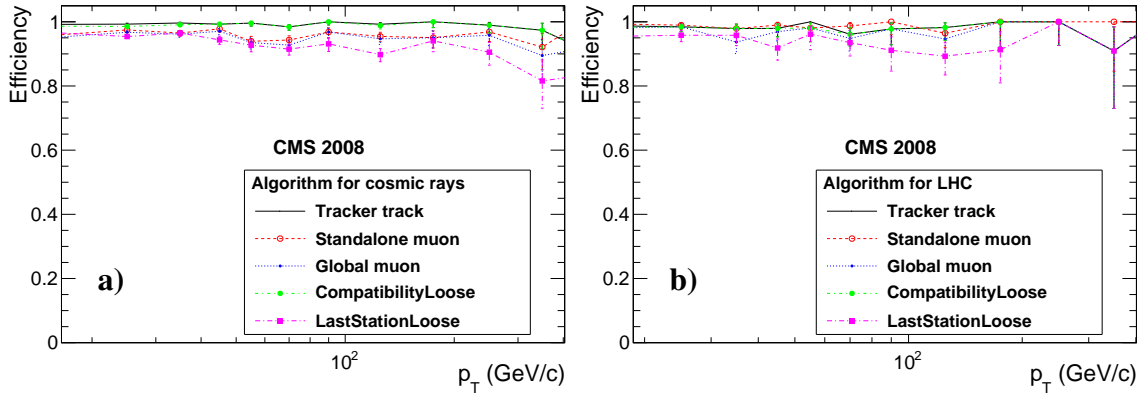 Efficiency
1
0.8
0.6
0.4
0.2
0
CMS 2008
Algorithm for cosmic rays
Tracker track
Standalone muon
Global muon
CompatibilityLoose
LastStationLoose
a)
10²
p_T (GeV/c)
Efficiency
1
0.8
0.6
0.4
0.2
0
CMS 2008
Algorithm for LHC
Tracker track
Standalone muon
Global muon
CompatibilityLoose
LastStationLoose
b)
10²
p_T (GeV/c)